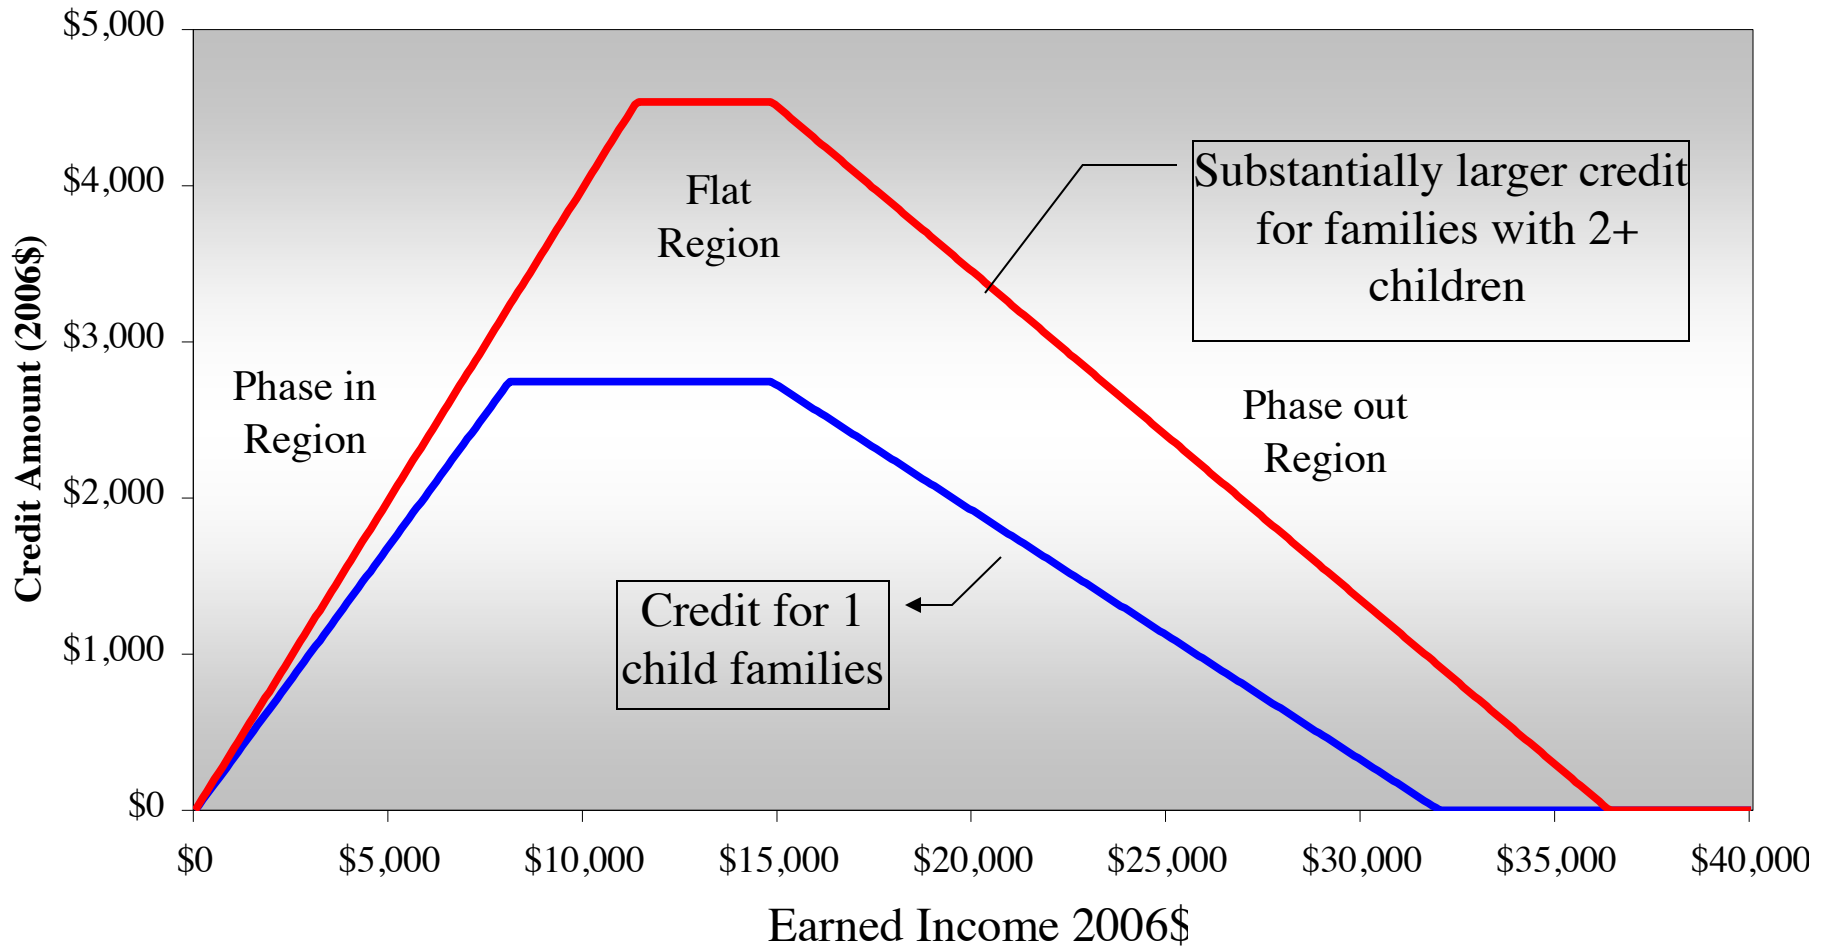 $5,000
$4,000
$3,000
$2,000
$1,000
$0
Credit Amount (2006$)
Flat
Region
Substantially larger credit
for families with 2+
children
Phase in
Region
Phase out
Region
Credit for 1
child families
$0 $5,000 $10,000 $15,000 $20,000 $25,000 $30,000 $35,000 $40,000
Earned Income 2006$